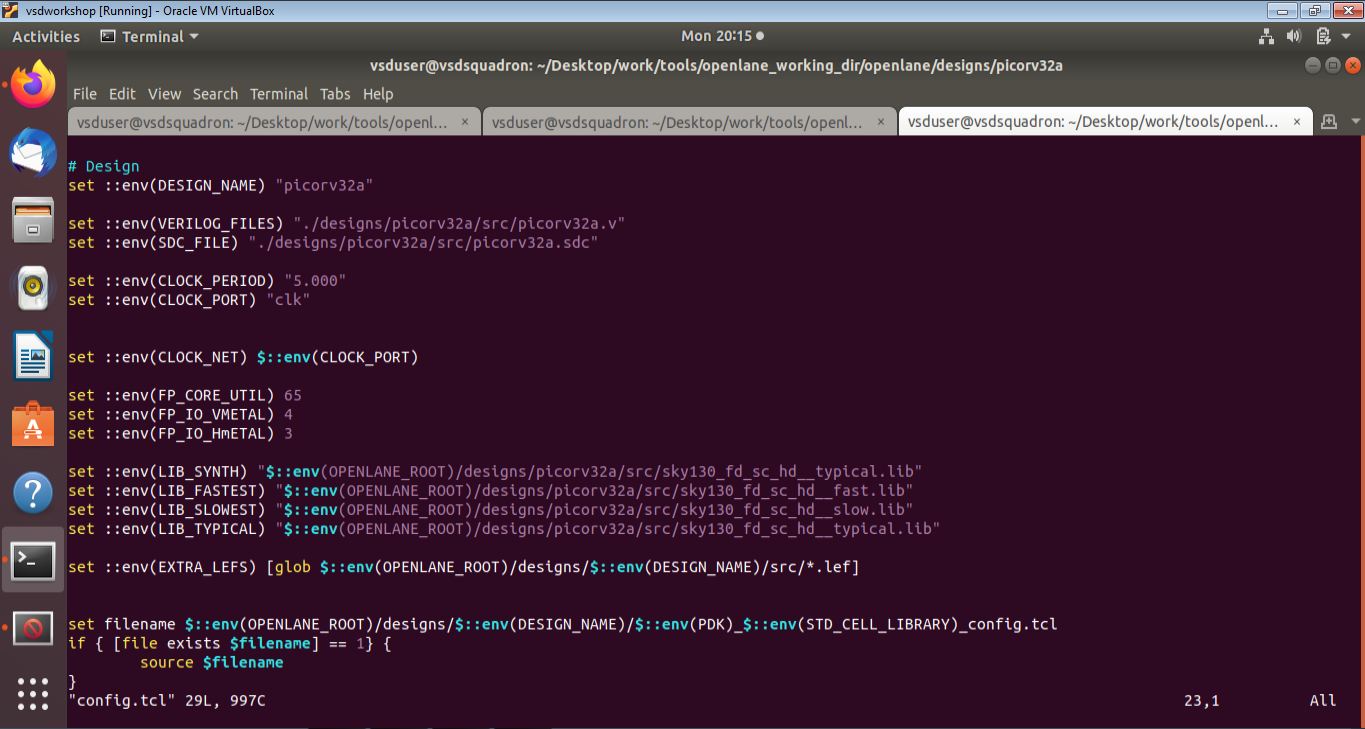 vsdworkshop [Running] - Oracle VM VirtualBox
Activities Terminal Mon 20:15
vsduser@vsdsquadron: ~/Desktop/work/tools/openlane_working_dir/openlane/designs/picorv32a
File Edit View Search Terminal Tabs Help
vsduser@vsdsquadron: ~/Desktop/work/tools/openl... × vsduser@vsdsquadron: ~/Desktop/work/tools/openl... × vsduser@vsdsquadron: ~/Desktop/work/tools/openl... ×
# Design
set ::env(DESIGN_NAME) "picorv32a"
set ::env(VERILOG_FILES) "./designs/picorv32a/src/picorv32a.v"
set ::env(SDC_FILE) "./designs/picorv32a/src/picorv32a.sdc"
set ::env(CLOCK_PERIOD) "5.000"
set ::env(CLOCK_PORT) "clk"
set ::env(CLOCK_NET) $::env(CLOCK_PORT)
set ::env(FP_CORE_UTIL) 65
set ::env(FP_IO_VMETAL) 4
set ::env(FP_IO_HmETAL) 3
set ::env(LIB_SYNTH) "$::env(OPENLANE_ROOT)/designs/picorv32a/src/sky130_fd_sc_hd__typical.lib"
set ::env(LIB_FASTEST) "$::env(OPENLANE_ROOT)/designs/picorv32a/src/sky130_fd_sc_hd__fast.lib"
set ::env(LIB_SLOWEST) "$::env(OPENLANE_ROOT)/designs/picorv32a/src/sky130_fd_sc_hd__slow.lib"
set ::env(LIB_TYPICAL) "$::env(OPENLANE_ROOT)/designs/picorv32a/src/sky130_fd_sc_hd__typical.lib"
set ::env(EXTRA_LEFS) [glob $::env(OPENLANE_ROOT)/designs/$::env(DESIGN_NAME)/src/*.lef]
set filename $::env(OPENLANE_ROOT)/designs/$::env(DESIGN_NAME)/$::env(PDK)_$::env(STD_CELL_LIBRARY)_config.tcl
if { [file exists $filename] == 1} {
source $filename
}
"config.tcl" 29L, 997C 23,1 All